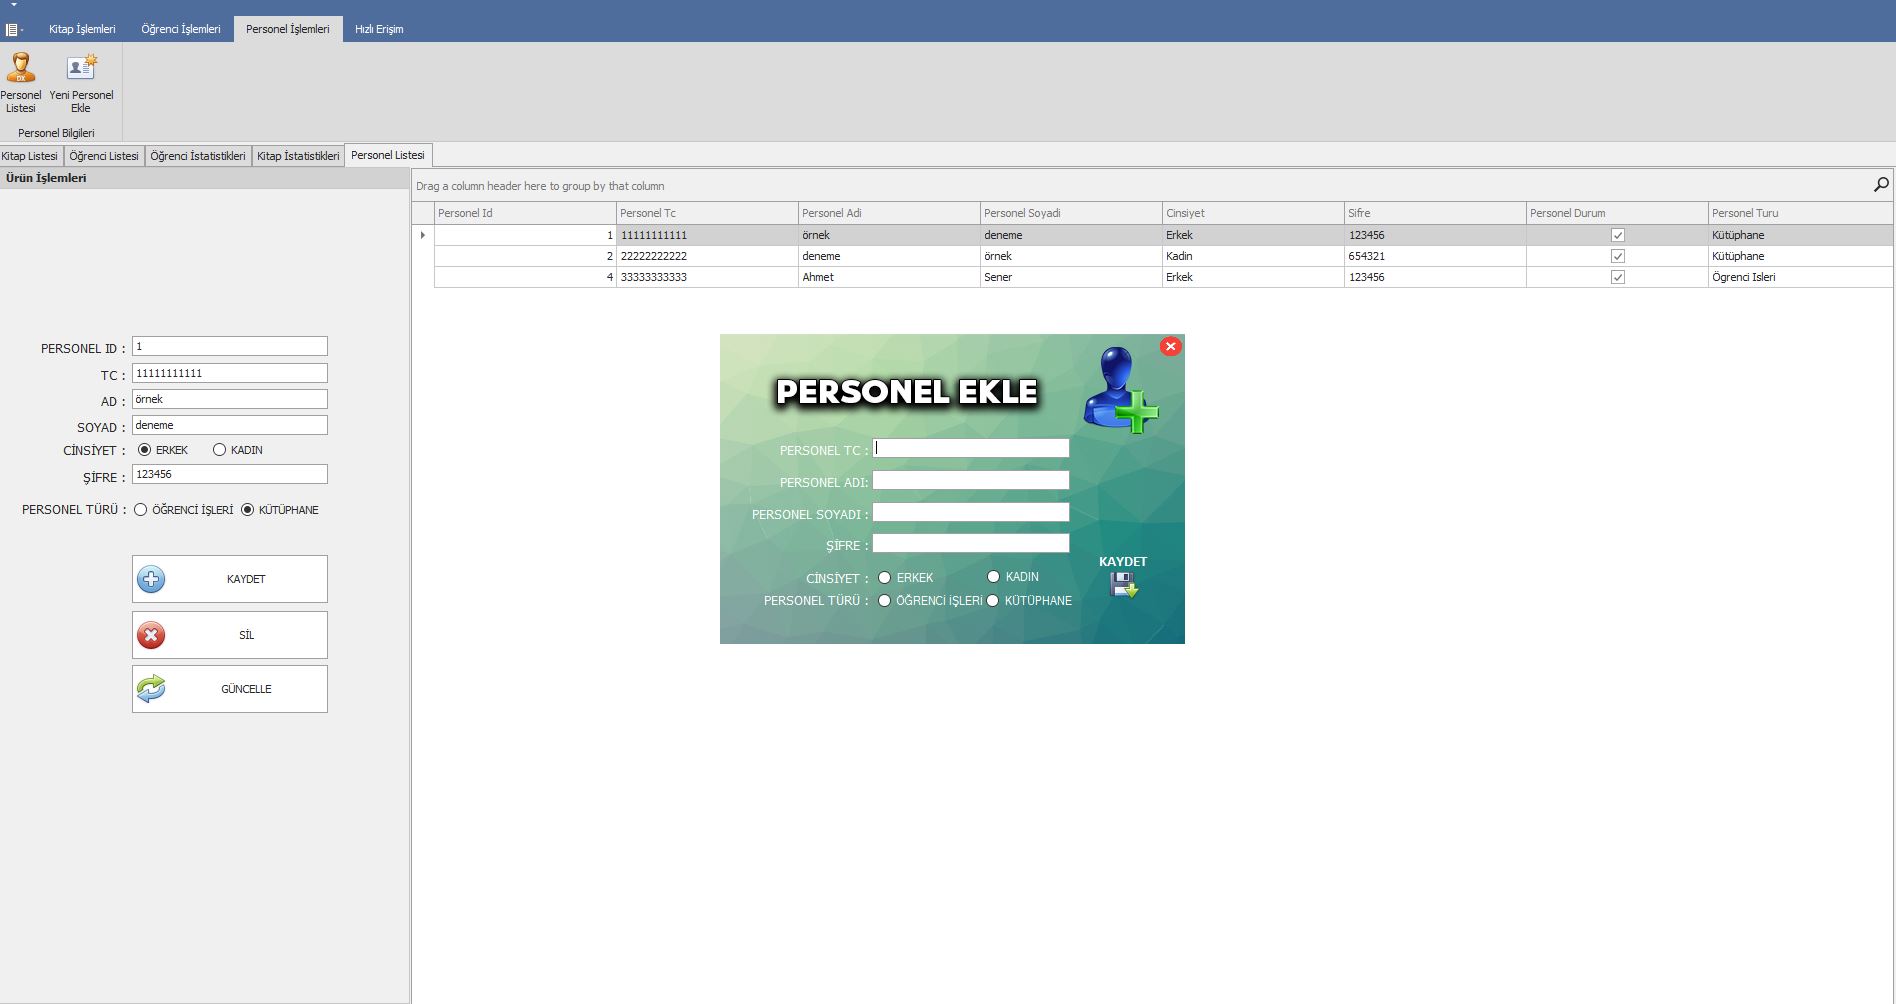 Kitap İşlemleri Öğrenci İşlemleri Personel İşlemleri Hızlı Erişim
DX
Personel Listesi
Yeni Personel Ekle
Personel Bilgileri
Kitap Listesi Öğrenci Listesi Öğrenci İstatistikleri Kitap İstatistikleri Personel Listesi
Ürün İşlemleri
PERSONEL ID : 1
TC : 11111111111
AD : örnek
SOYAD : deneme
CİNSİYET : ERKEK KADIN
ŞİFRE : 123456
PERSONEL TÜRÜ : ÖĞRENCİ İŞLERİ KÜTÜPHANE
KAYDET
SİL
GÜNCELLE
Drag a column header here to group by that column
Personel Id Personel Tc Personel Adi Personel Soyadi Cinsiyet Sifre Personel Durum Personel Turu
1 11111111111 örnek deneme Erkek 123456 Kütüphane
2 22222222222 deneme örnek Kadin 654321 Kütüphane
4 33333333333 Ahmet Sener Erkek 123456 Ögrenci Isleri
PERSONEL EKLE
PERSONEL TC :
PERSONEL ADI:
PERSONEL SOYADI :
ŞİFRE :
CİNSİYET : ERKEK KADIN
PERSONEL TÜRÜ : ÖĞRENCİ İŞLERİ KÜTÜPHANE
KAYDET